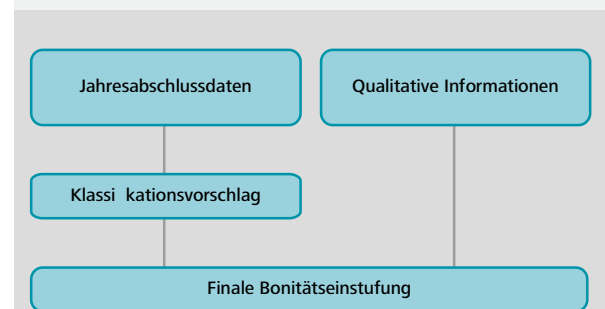 Jahresabschlussdaten
Qualitative Informationen
Klassi kationsvorschlag
Finale Bonitätseinstufung